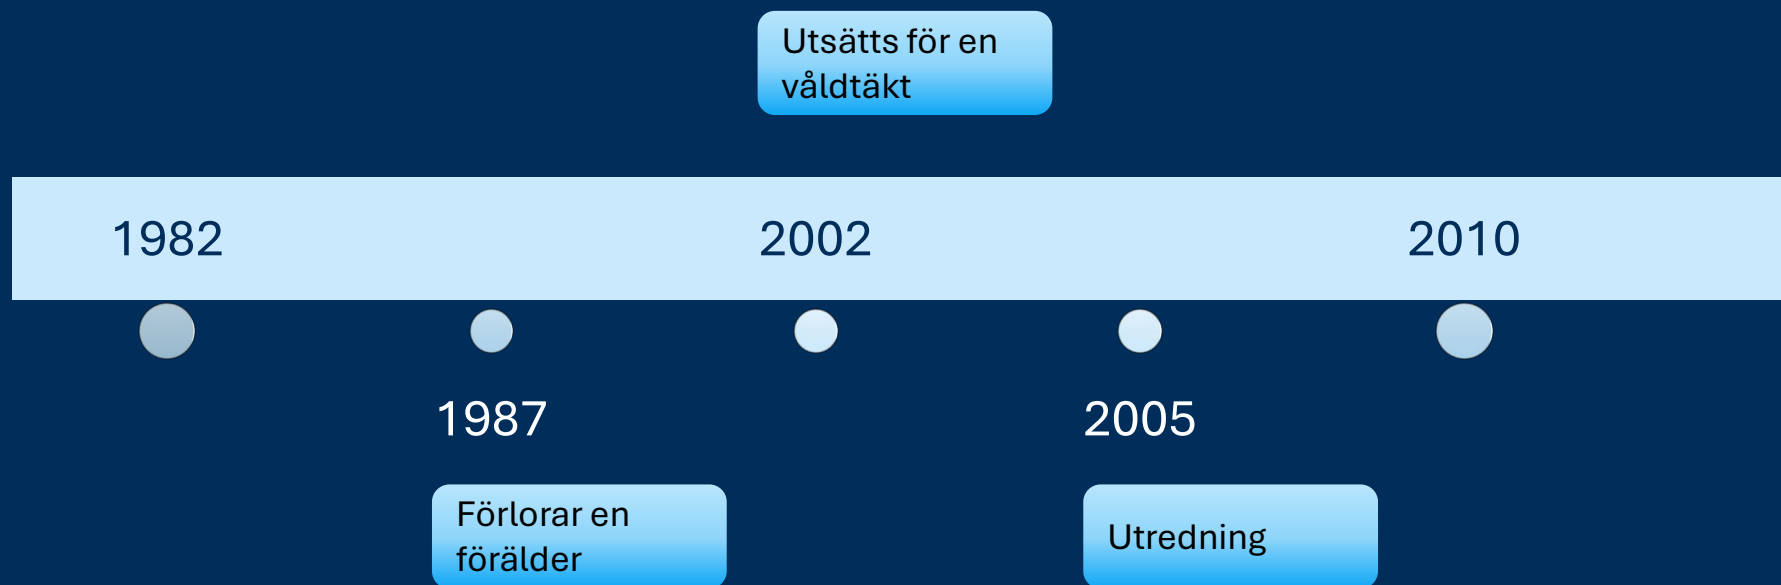 Utsätts för en
våldtäkt
1982
2002
2010
1987
2005
Förlorar en
förälder
Utredning